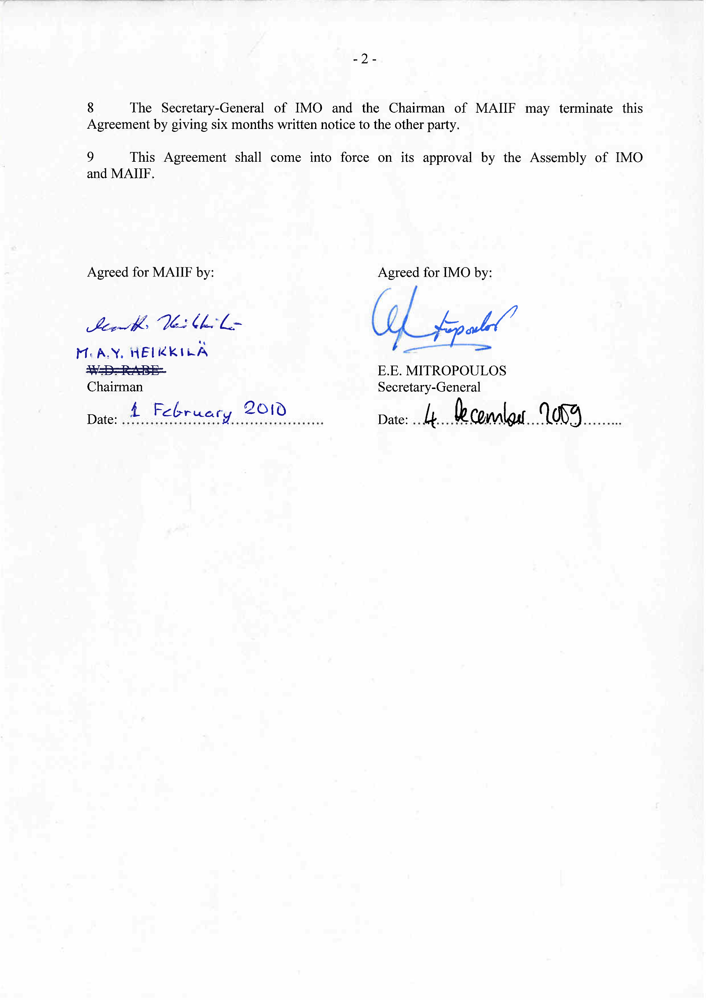 - 2 -
8 The Secretary-General of IMO and the Chairman of MAIIF may terminate this
Agreement by giving six months written notice to the other party.
9 This Agreement shall come into force on its approval by the Assembly of IMO
and MAIIF.
Agreed for MAIIF by:
Heikkilä
M. A. Y. HEIKKILÄ
W.D. RABE
Chairman
Date: 1 February 2010
Agreed for IMO by:
E.E. MITROPOULOS
Secretary-General
Date: 4 December 2009